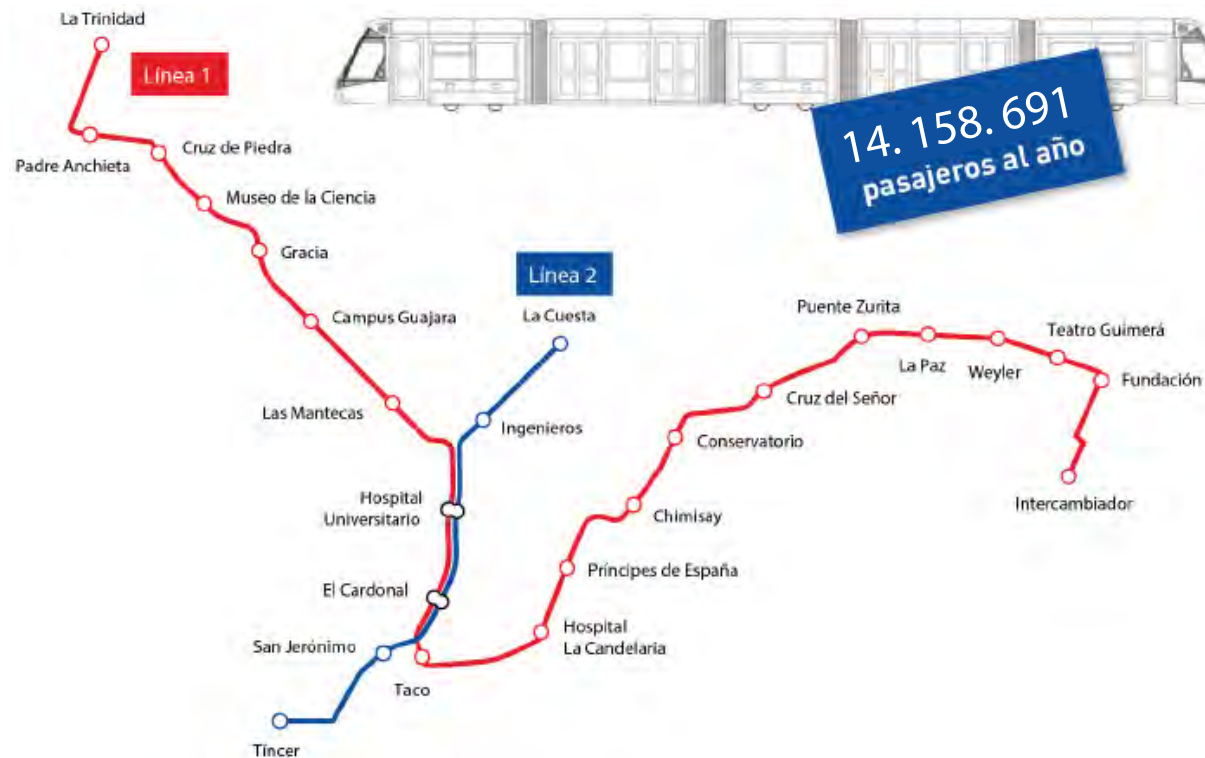 La Trinidad
Línea 1
14. 158. 691
pasajeros al año
Padre Anchieta
Cruz de Piedra
Museo de la Ciencia
Gracia
Campus Guajara
Las Mantecas
Línea 2
La Cuesta
Ingenieros
Hospital
Universitario
El Cardonal
San Jerónimo
Tíncer
Taco
Hospital
La Candelaria
Príncipes de España
Chimisay
Conservatorio
Cruz del Señor
Puente Zurita
La Paz
Weyler
Teatro Guimerá
Fundación
Intercambiador